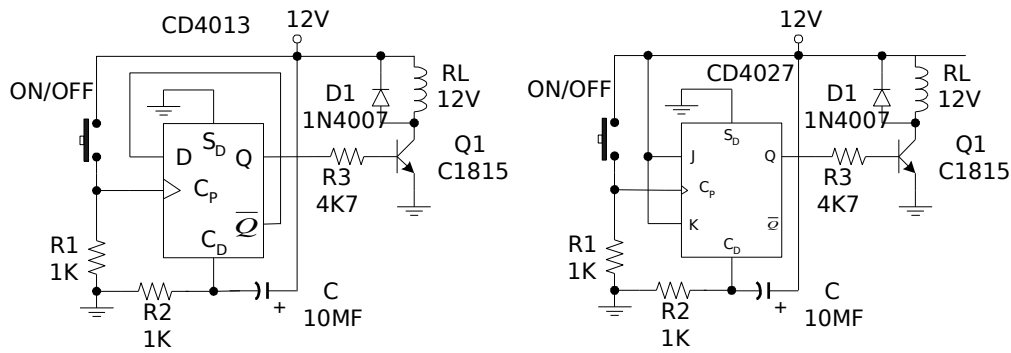 CD4013
12V
ON/OFF
D1
1N4007
RL
12V
S_D
D
Q
C_P
Q̅
C_D
R3
4K7
Q1
C1815
R1
1K
R2
1K
C
+
10MF
12V
CD4027
ON/OFF
D1
1N4007
RL
12V
S_D
J
Q
C_P
K
Q̅
C_D
R3
4K7
Q1
C1815
R1
1K
R2
1K
C
+
10MF